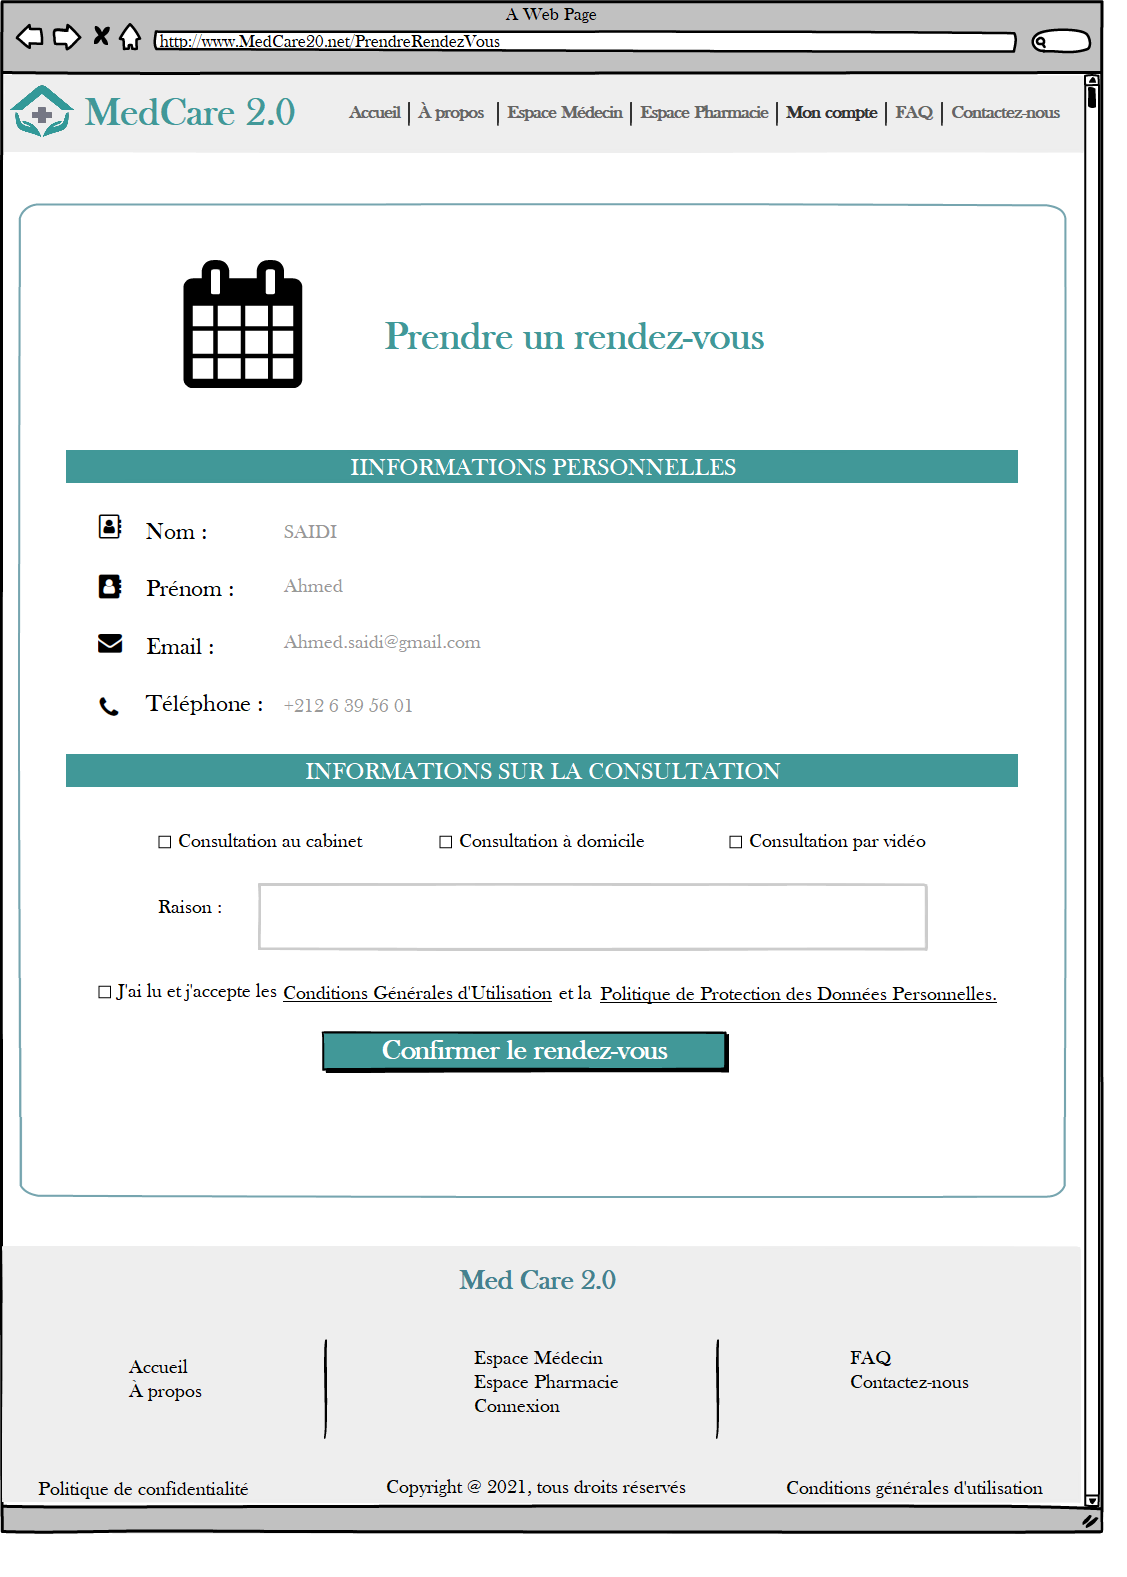 A Web Page
http://www.MedCare20.net/PrendreRendezVous
MedCare 2.0
Accueil | À propos | Espace Médecin | Espace Pharmacie | Mon compte | FAQ | Contactez-nous
Prendre un rendez-vous
IINFORMATIONS PERSONNELLES
Nom : SAIDI
Prénom : Ahmed
Email : Ahmed.saidi@gmail.com
Téléphone : +212 6 39 56 01
INFORMATIONS SUR LA CONSULTATION
Consultation au cabinet Consultation à domicile Consultation par vidéo
Raison :
J'ai lu et j'accepte les Conditions Générales d'Utilisation et la Politique de Protection des Données Personnelles.
Confirmer le rendez-vous
Med Care 2.0
Accueil
À propos
Espace Médecin
Espace Pharmacie
Connexion
FAQ
Contactez-nous
Politique de confidentialité Copyright @ 2021, tous droits réservés Conditions générales d'utilisation